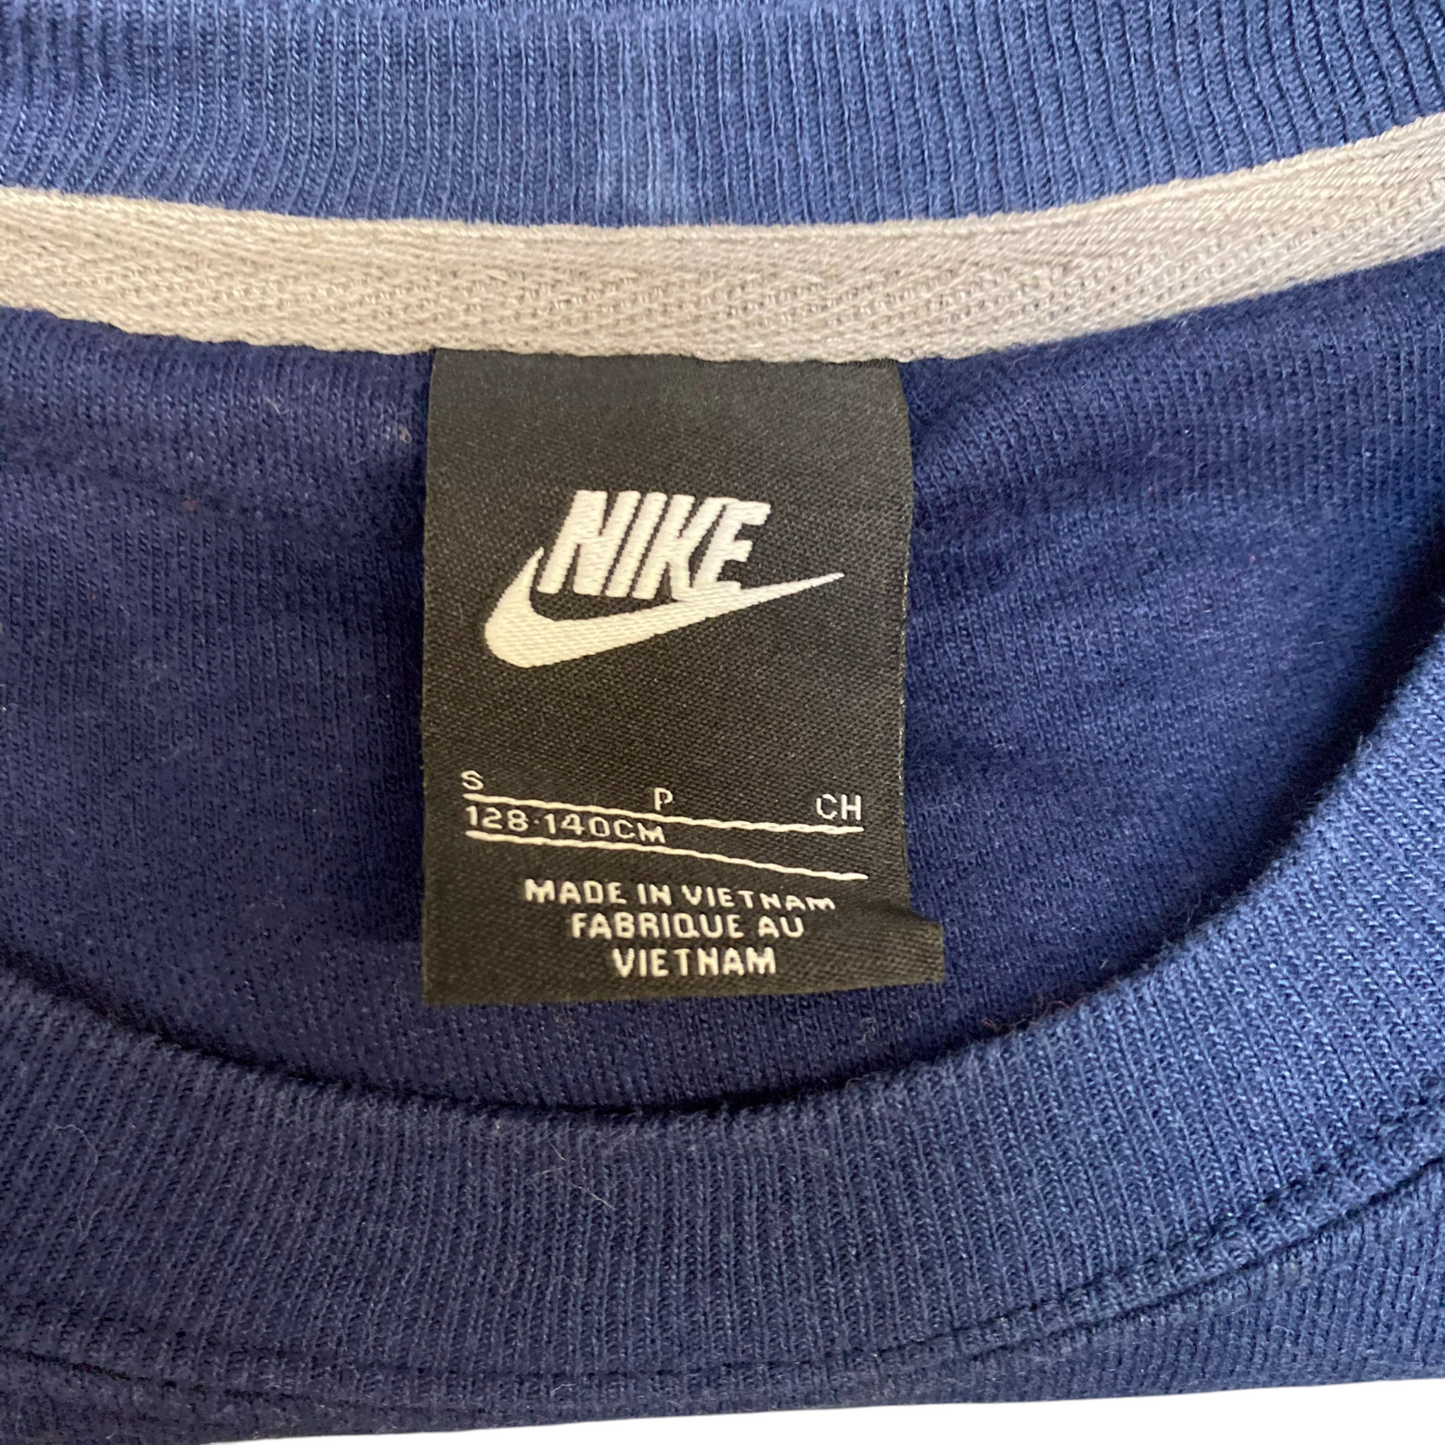 NIKE
S P CH
128-140CM
MADE IN VIETNAM
FABRIQUE AU
VIETNAM